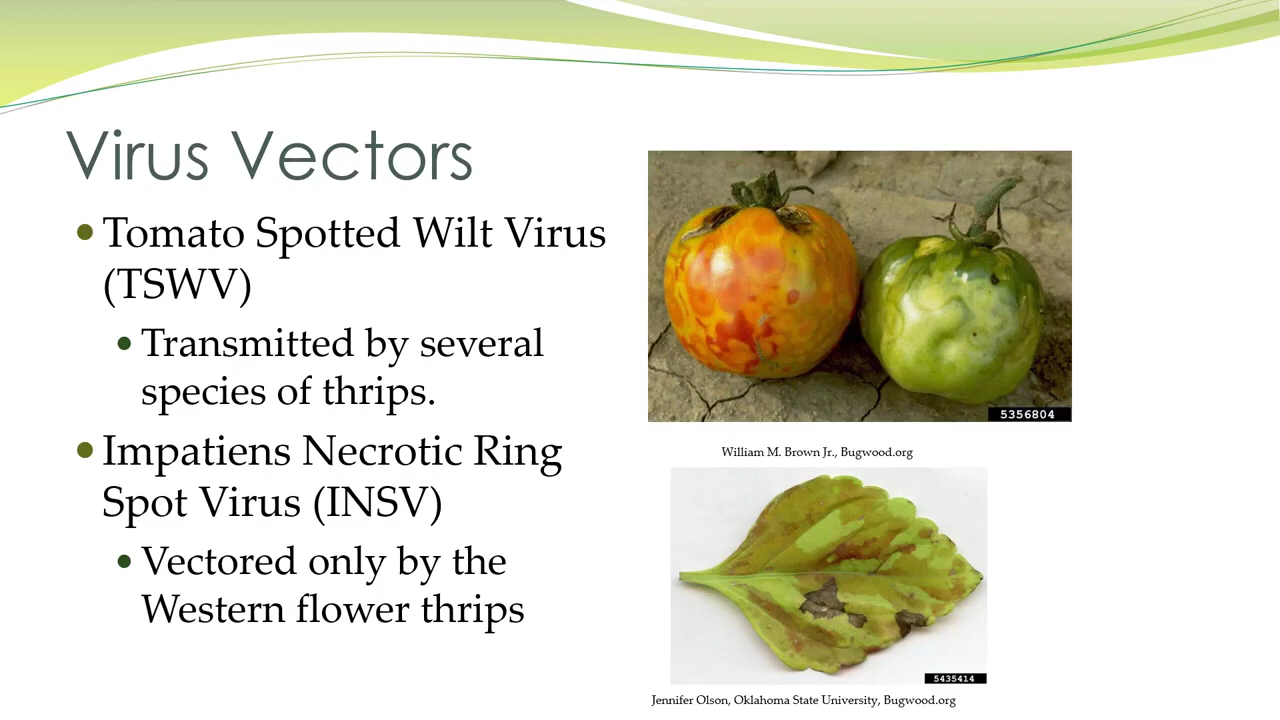 Virus Vectors
Tomato Spotted Wilt Virus
(TSWV)
Transmitted by several
species of thrips.
Impatiens Necrotic Ring
Spot Virus (INSV)
Vectored only by the
Western flower thrips
5356804
William M. Brown Jr., Bugwood.org
5435414
Jennifer Olson, Oklahoma State University, Bugwood.org